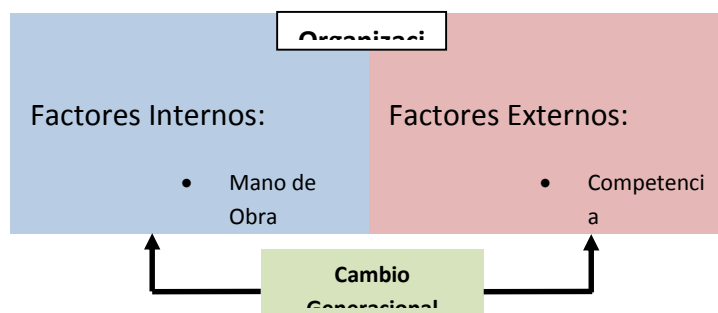 Organizaci
Factores Internos:
Factores Externos:
• Mano de
Obra
• Competenci
a
Cambio
Generacional